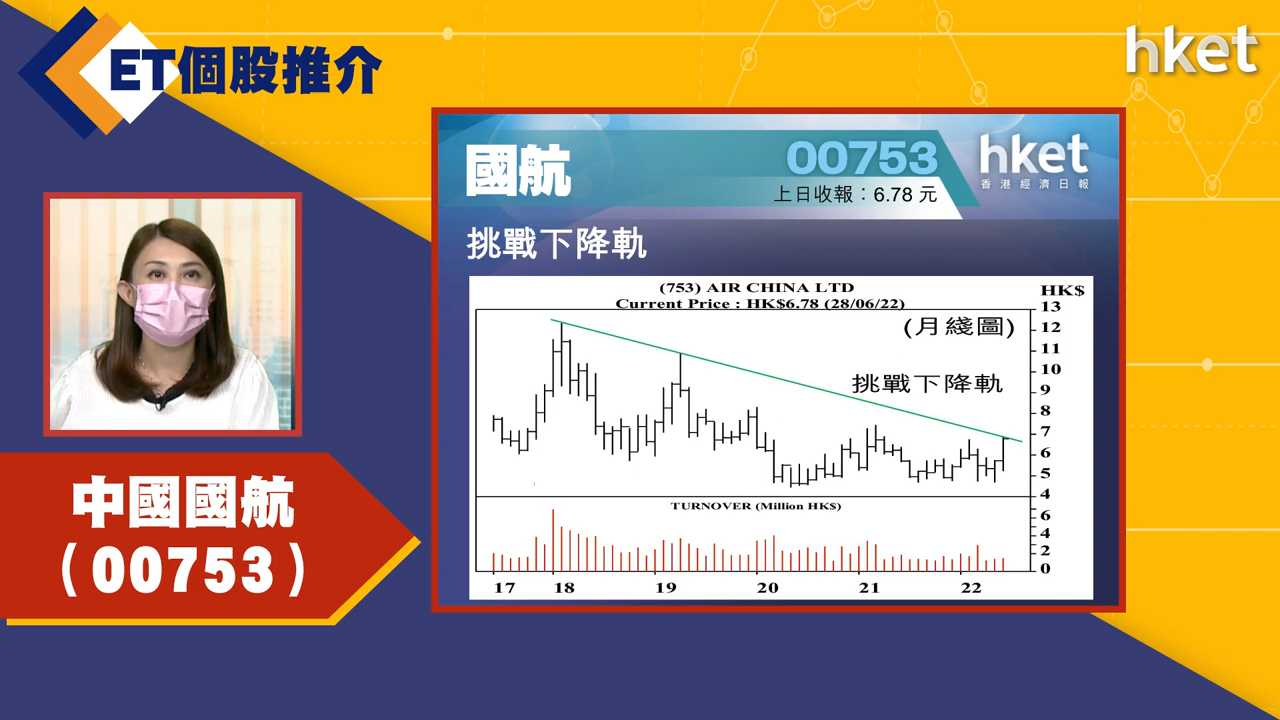 ET個股推介
hket
國航
00753
hket
香港經濟日報
上日收報：6.78 元
挑戰下降軌
(753) AIR CHINA LTD
Current Price : HK$6.78 (28/06/22)
HK$
(月綫圖)
挑戰下降軌
13
12
11
10
9
8
7
6
5
4
TURNOVER (Million HK$)
6
4
2
0
17 18 19 20 21 22
中國國航
（00753）